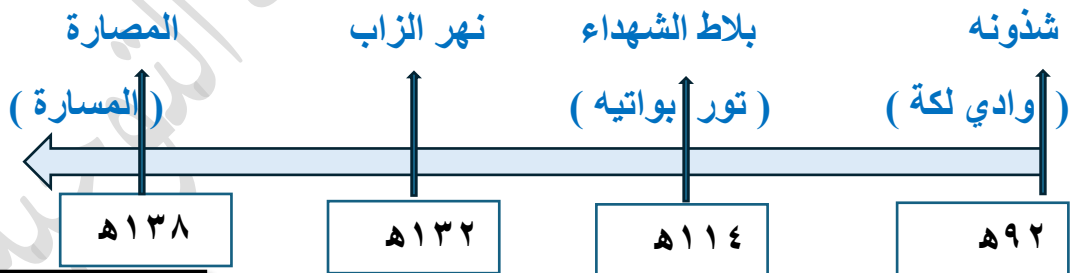 شذونه بلاط الشهداء نهر الزاب المصارة
( وادي لكة ) ( تور بواتيه ) ( المسارة )
٩٢هـ ١١٤هـ ١٣٢هـ ١٣٨هـ